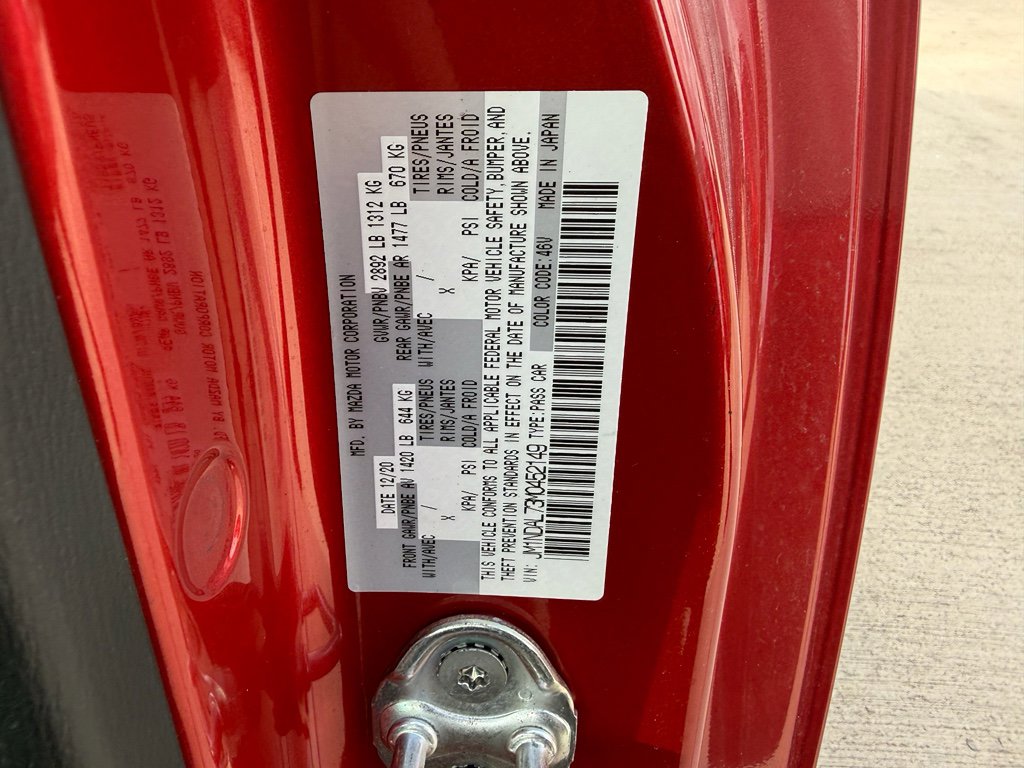 MFD. BY MAZDA MOTOR CORPORATION
DATE 12/20 GVWR/PNBV 2892 LB 1312 KG
FRONT GAWR/PNBE AV 1420 LB 644 KG REAR GAWR/PNBE AR 1477 LB 670 KG
WITH/AVEC / TIRES/PNEUS WITH/AVEC / TIRES/PNEUS
X RIMS/JANTES X RIMS/JANTES
KPA/ PSI COLD/A FROID KPA/ PSI COLD/A FROID
THIS VEHICLE CONFORMS TO ALL APPLICABLE FEDERAL MOTOR VEHICLE SAFETY, BUMPER, AND
THEFT PREVENTION STANDARDS IN EFFECT ON THE DATE OF MANUFACTURE SHOWN ABOVE.
VIN: JM1NDAL73M0452149 TYPE:PASS CAR COLOR CODE:46V MADE IN JAPAN